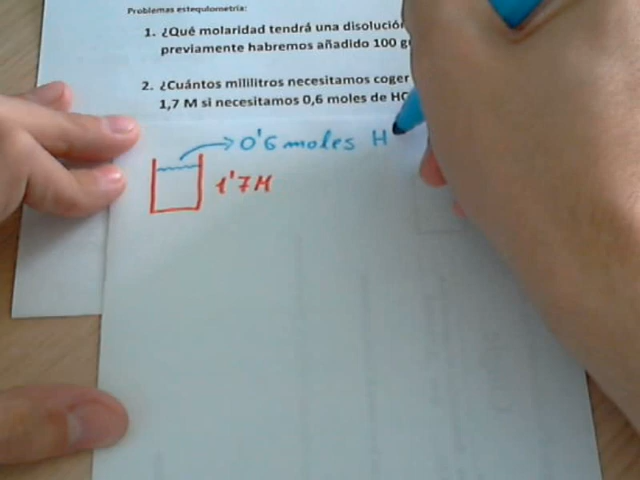 Problemas estequiometría:
1. ¿Qué molaridad tendrá una disolución
previamente habremos añadido 100
2. ¿Cuántos mililitros necesitamos coger
1,7 M si necesitamos 0,6 moles de HC
0'6 moles H
1'7M